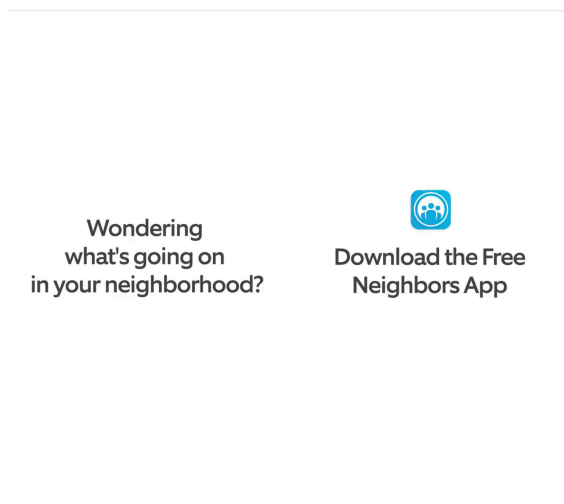 Wondering
what's going on
in your neighborhood?
Download the Free
Neighbors App